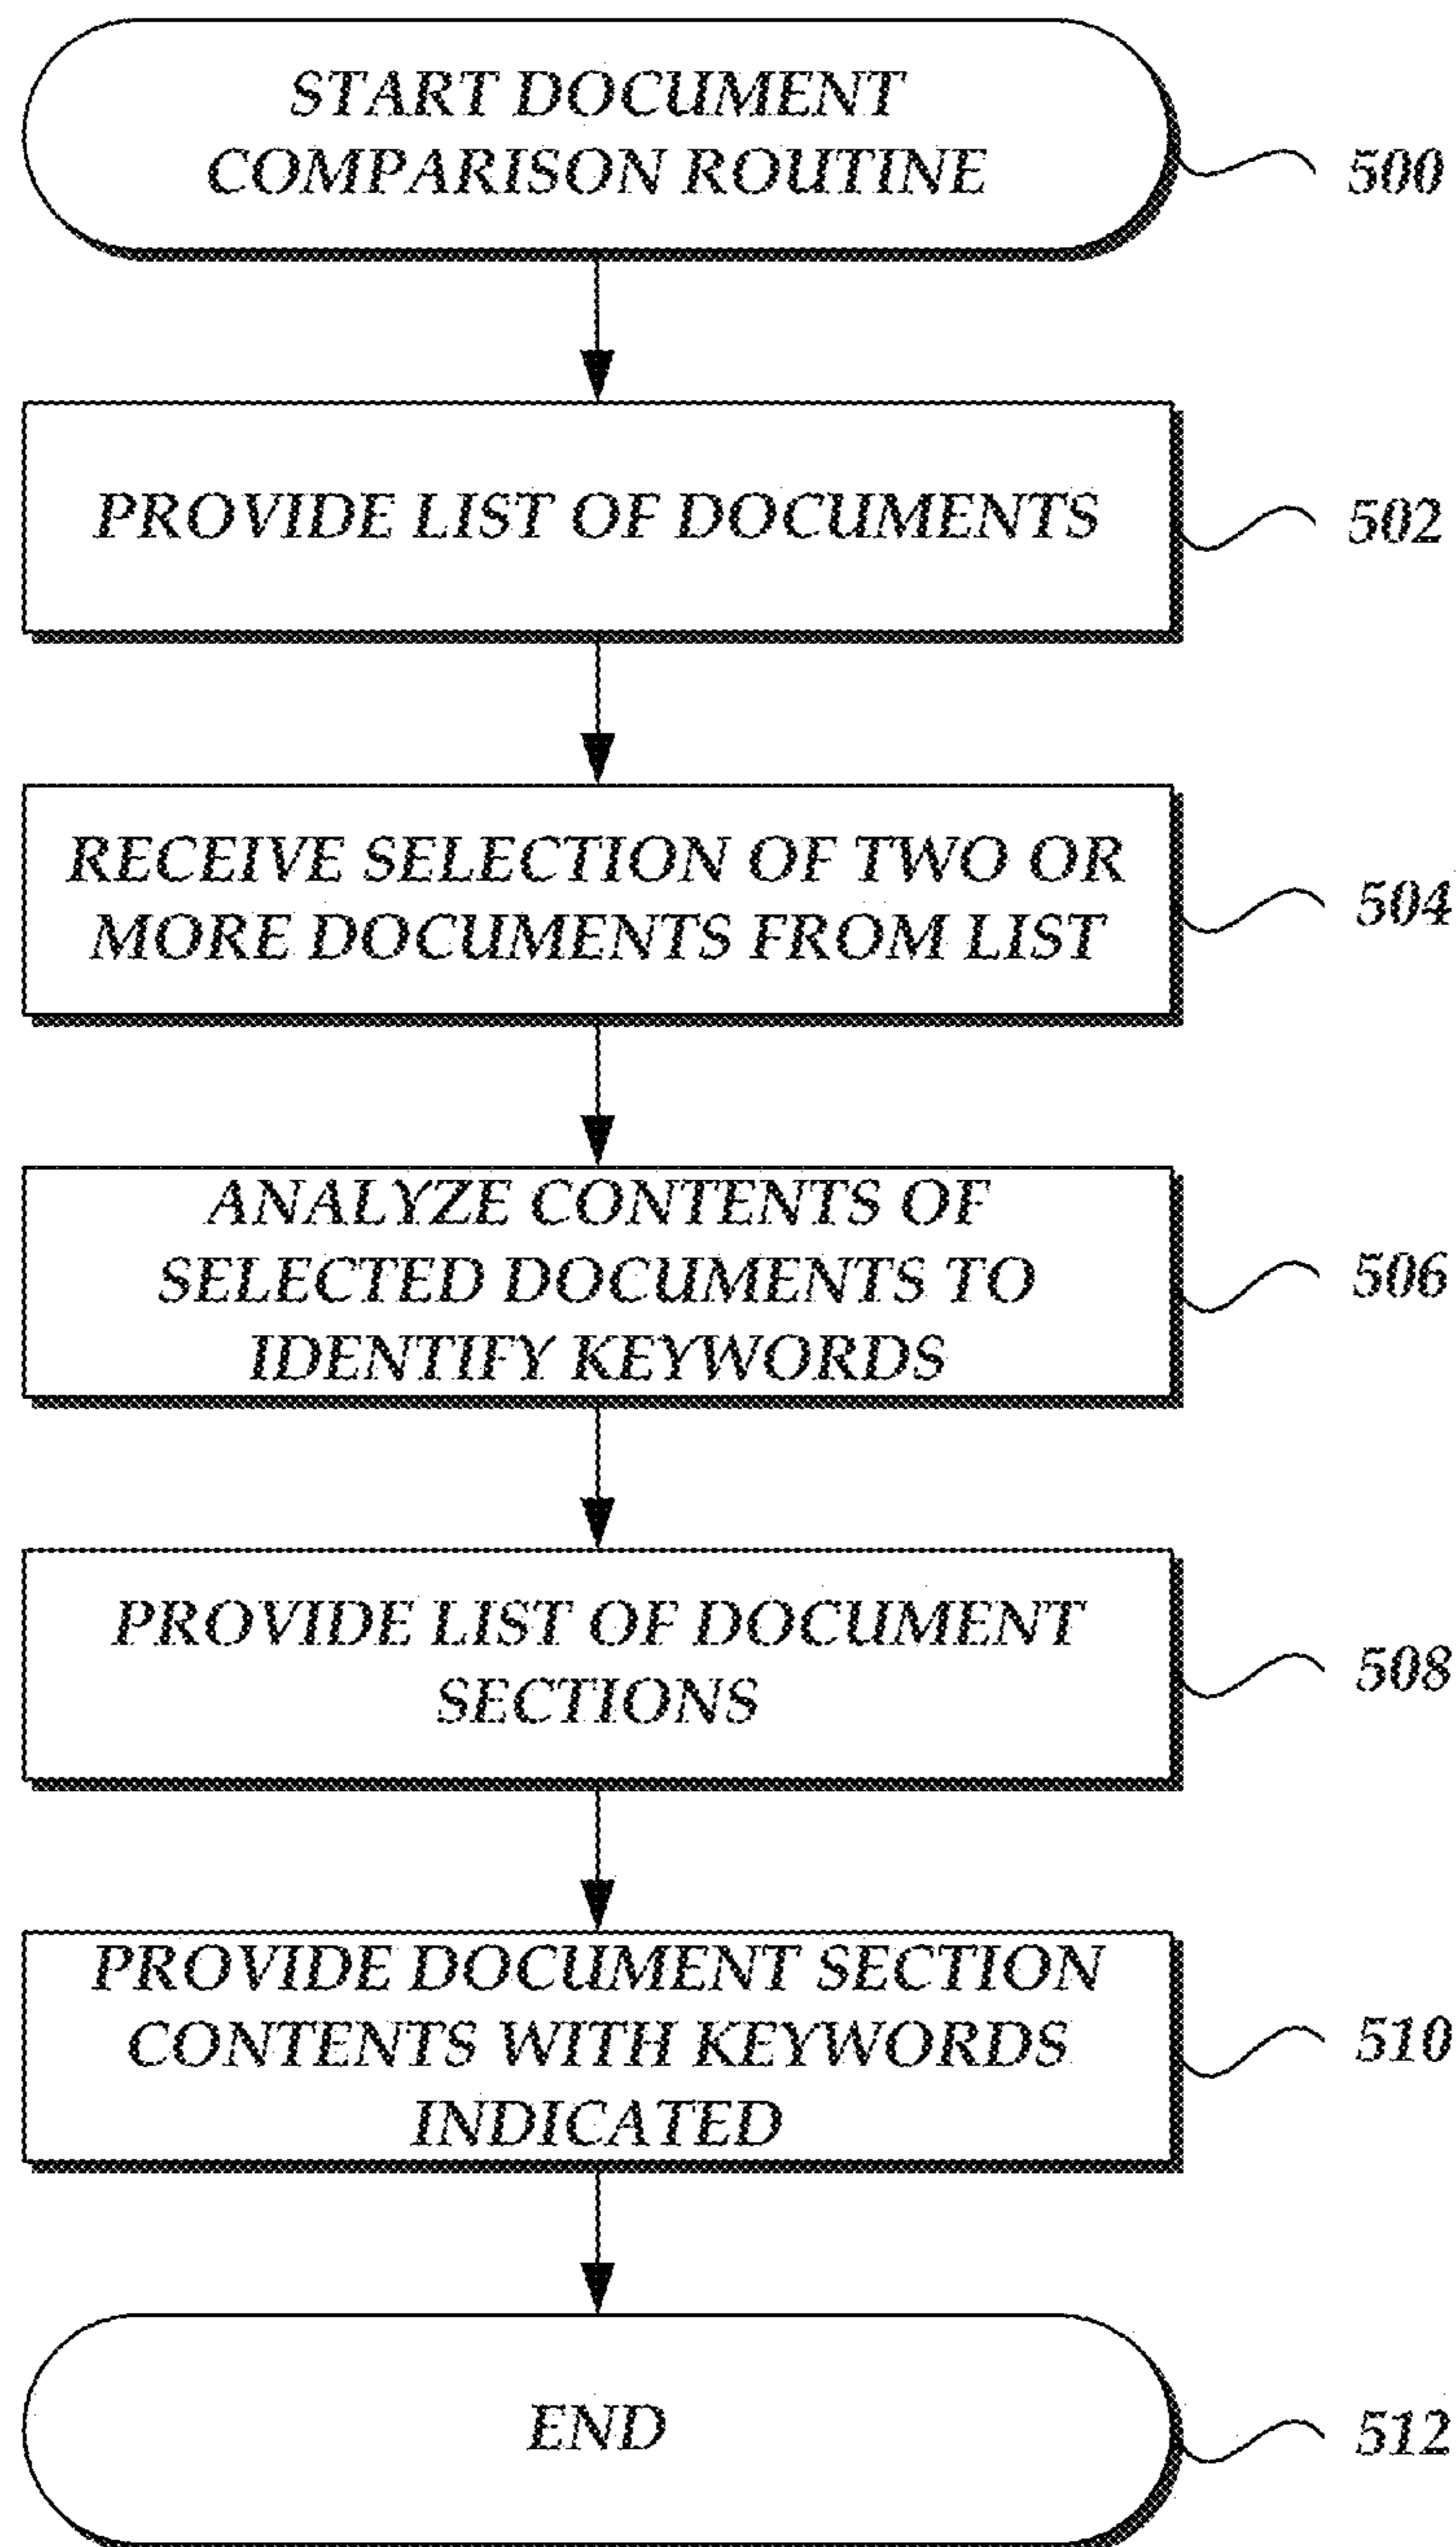 START DOCUMENT
COMPARISON ROUTINE
500
PROVIDE LIST OF DOCUMENTS
502
RECEIVE SELECTION OF TWO OR
MORE DOCUMENTS FROM LIST
504
ANALYZE CONTENTS OF
SELECTED DOCUMENTS TO
IDENTIFY KEYWORDS
506
PROVIDE LIST OF DOCUMENT
SECTIONS
508
PROVIDE DOCUMENT SECTION
CONTENTS WITH KEYWORDS
INDICATED
510
END
512